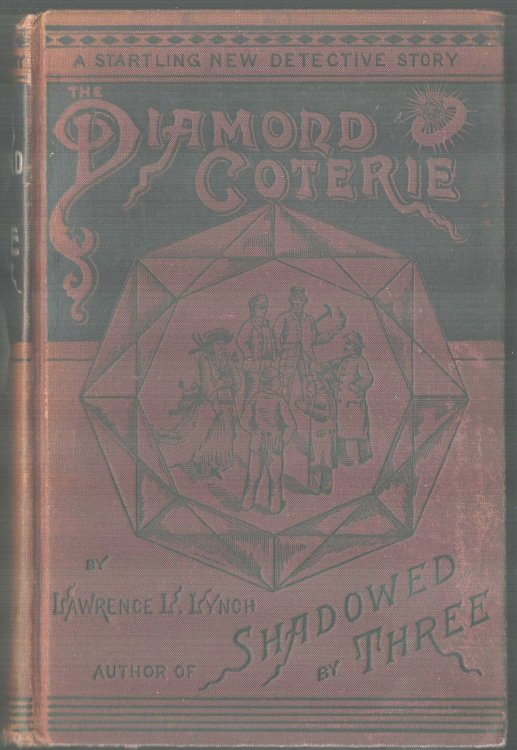 A STARTLING NEW DETECTIVE STORY
THE
DIAMOND
COTERIE
BY
LAWRENCE L. LYNCH
AUTHOR OF
SHADOWED
BY THREE